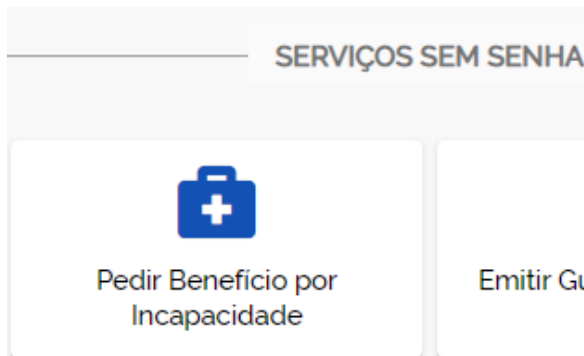 SERVIÇOS SEM SENHA
Pedir Benefício por
Incapacidade
Emitir